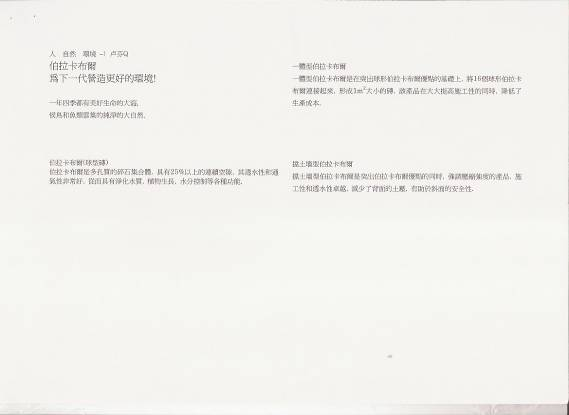 人 自然 環境 -! 卢芬Q
伯拉卡布爾
爲下一代營造更好的環境!
一年四季都有美好生命的大溪,
候鳥和魚類雲集的純淨的大自然.
伯拉卡布爾(球型磚)
伯拉卡布爾是多孔質的碎石集合體, 具有25%以上的連續空隙, 其透水性和通
氣性非常好, 從而具有淨化水質, 植物生長, 水分控制等各種功能.
一體型伯拉卡布爾
一體型伯拉卡布爾是在突出球形伯拉卡布爾優點的基礎上, 將16個球形伯拉卡
布爾連接起來, 形成1m²大小的磚, 該產品在大大提高施工性的同時, 降低了
生產成本.
擋土墻型伯拉卡布爾
擋土墻型伯拉卡布爾是突出伯拉卡布爾優點的同時, 強調壓縮強度的產品, 施
工性和透水性卓越, 減少了背面的土壓, 有助於斜面的安全性.